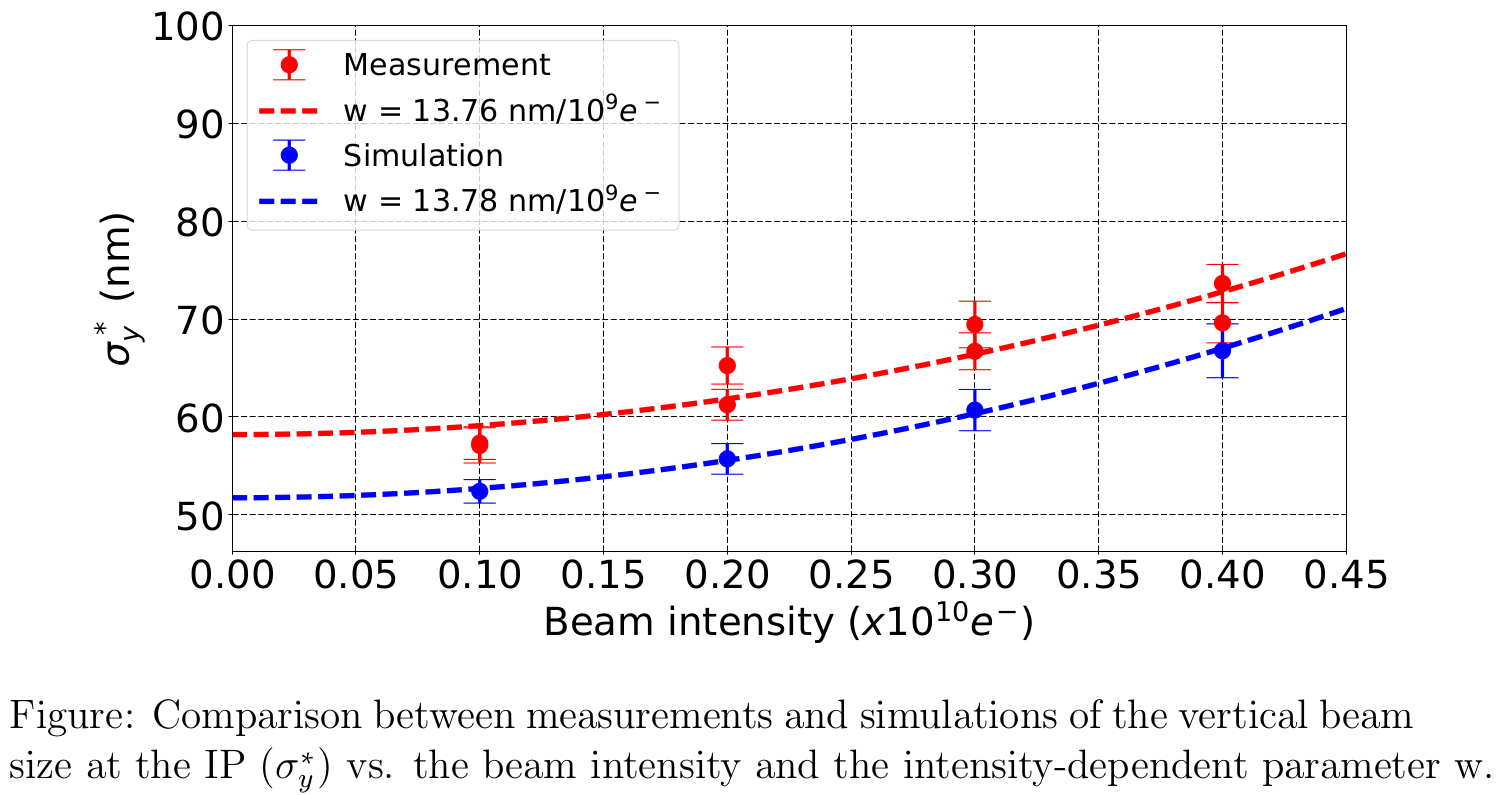 100
90
80
70
60
50
σ*y (nm)
Measurement
w = 13.76 nm/10⁹e⁻
Simulation
w = 13.78 nm/10⁹e⁻
0.00 0.05 0.10 0.15 0.20 0.25 0.30 0.35 0.40 0.45
Beam intensity (x10¹⁰e⁻)
Figure: Comparison between measurements and simulations of the vertical beam
size at the IP (σ*y) vs. the beam intensity and the intensity-dependent parameter w.